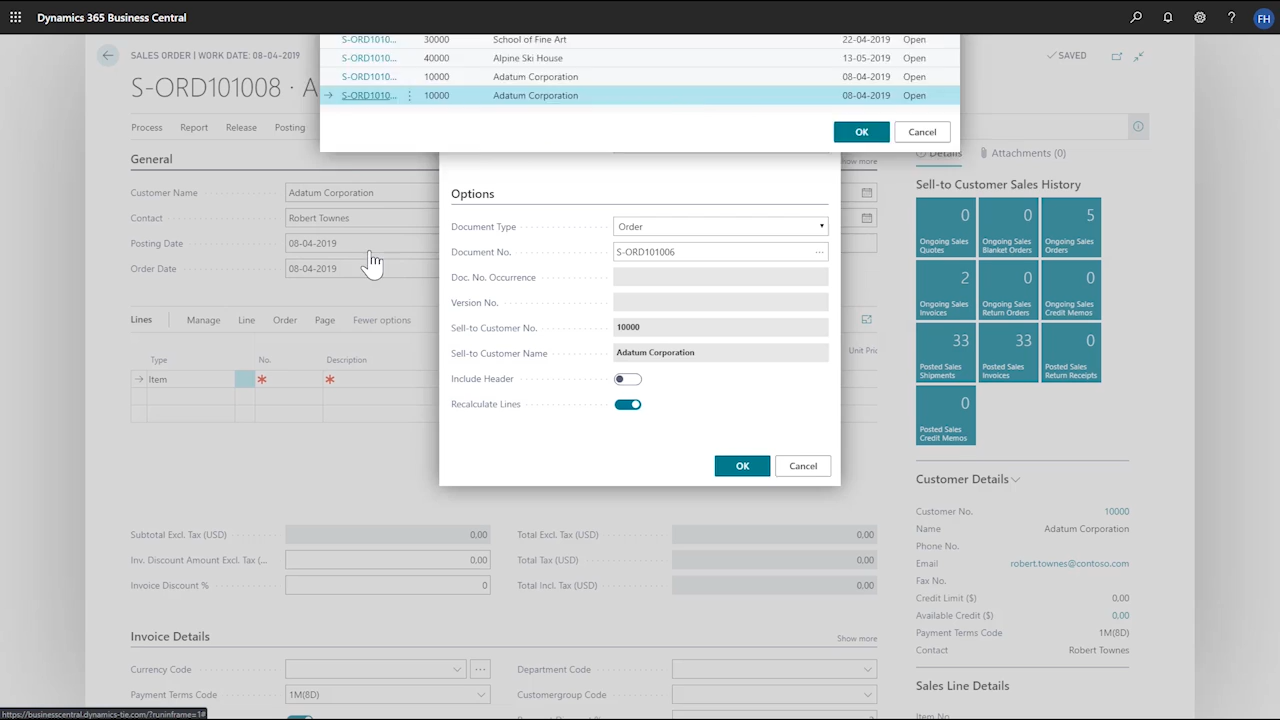 Dynamics 365 Business Central
FH
SALES ORDER | WORK DATE: 08-04-2019
SAVED
S-ORD101008 · A
S-ORD1010... 30000 School of Fine Art 22-04-2019 Open
S-ORD1010... 40000 Alpine Ski House 13-05-2019 Open
S-ORD1010... 10000 Adatum Corporation 08-04-2019 Open
S-ORD1010... 10000 Adatum Corporation 08-04-2019 Open
OK Cancel
Process Report Release Posting
General
Show more
Customer Name Adatum Corporation
Contact Robert Townes
Posting Date 08-04-2019
Order Date 08-04-2019
Lines Manage Line Order Page
Type No. Description
Unit Pric
Item * *
Options
Document Type Order
Document No. S-ORD101006
Doc. No. Occurrence
Version No.
Sell-to Customer No. 10000
Sell-to Customer Name Adatum Corporation
Include Header
Recalculate Lines
OK Cancel
Subtotal Excl. Tax (USD) 0,00
Inv. Discount Amount Excl. Tax (... 0,00
Invoice Discount % 0
Total Excl. Tax (USD) 0,00
Total Tax (USD) 0,00
Total Incl. Tax (USD) 0,00
Invoice Details
Show more
Currency Code
Payment Terms Code 1M(8D)
Department Code
Customergroup Code
Details Attachments (0)
Sell-to Customer Sales History
0 Ongoing Sales Quotes
0 Ongoing Sales Blanket Orders
5 Ongoing Sales Orders
2 Ongoing Sales Invoices
0 Ongoing Sales Return Orders
0 Ongoing Sales Credit Memos
33 Posted Sales Shipments
33 Posted Sales Invoices
0 Posted Sales Return Receipts
0 Posted Sales Credit Memos
Customer Details
Customer No. 10000
Name Adatum Corporation
Phone No.
Email robert.townes@contoso.com
Fax No.
Credit Limit ($) 0.00
Available Credit ($) 0.00
Payment Terms Code 1M(8D)
Contact Robert Townes
Sales Line Details
Item No.
https://businesscentral.dynamics-tie.com/?runinframe=1#